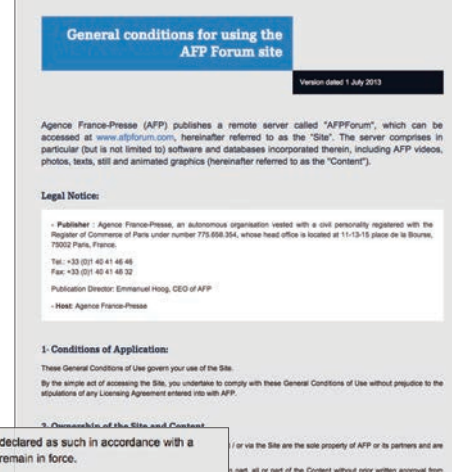 General conditions for using the
AFP Forum site
Version dated 1 July 2013
Agence France-Presse (AFP) publishes a remote server called "AFPForum", which can be
accessed at www.afpforum.com, hereinafter referred to as the "Site". The server comprises in
particular (but is not limited to) software and databases incorporated therein, including AFP videos,
photos, texts, still and animated graphics (hereinafter referred to as the "Content").
Legal Notice:
- Publisher : Agence France-Presse, an autonomous organisation vested with a civil personality registered with the
Register of Commerce of Paris under number 775.658.354, whose head office is located at 11-13-15 place de la Bourse,
75002 Paris, France.
Tel.: +33 (0)1 40 41 46 46
Fax: +33 (0)1 40 41 46 32
Publication Director: Emmanuel Hoog, CEO of AFP
- Host: Agence France-Presse
1- Conditions of Application:
These General Conditions of Use govern your use of the Site.
By the simple act of accessing the Site, you undertake to comply with these General Conditions of Use without prejudice to the
stipulations of any Licensing Agreement entered into with AFP.
2- Ownership of the Site and Content
declared as such in accordance with a
remain in force.
/ or via the Site are the sole property of AFP or its partners and are
part, all or part of the Content without prior written approval from